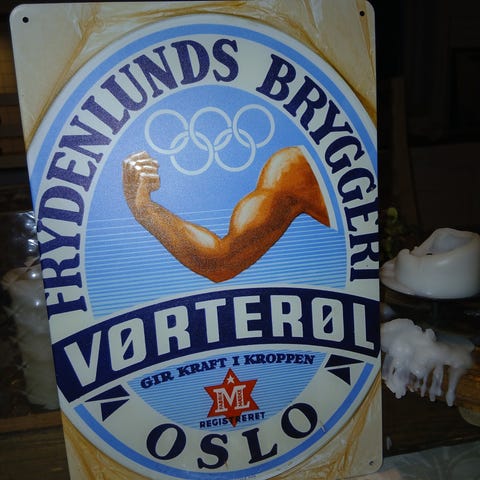 FRYDENLUNDS BRYGGERI
VØRTERØL
GIR KRAFT I KROPPEN
M
REGISTRERET
OSLO